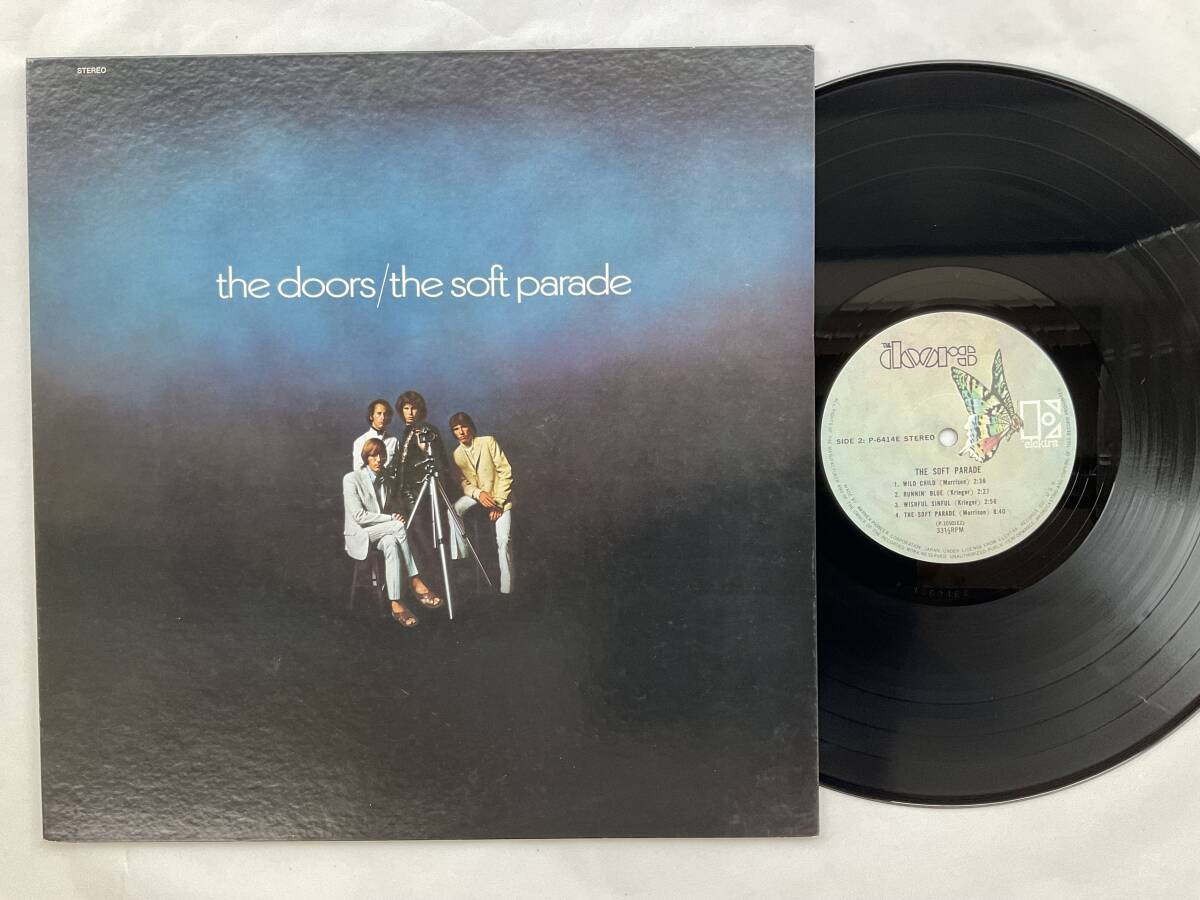 STEREO
the doors/the soft parade
THE doors
SIDE 2: P-6414E STEREO
elektra
THE SOFT PARADE
1. WILD CHILD (Morrison) 2:36
2. RUNNIN' BLUE (Krieger) 2:27
3. WISHFUL SINFUL (Krieger) 2:56
4. THE SOFT PARADE (Morrison) 8:40
33⅓RPM